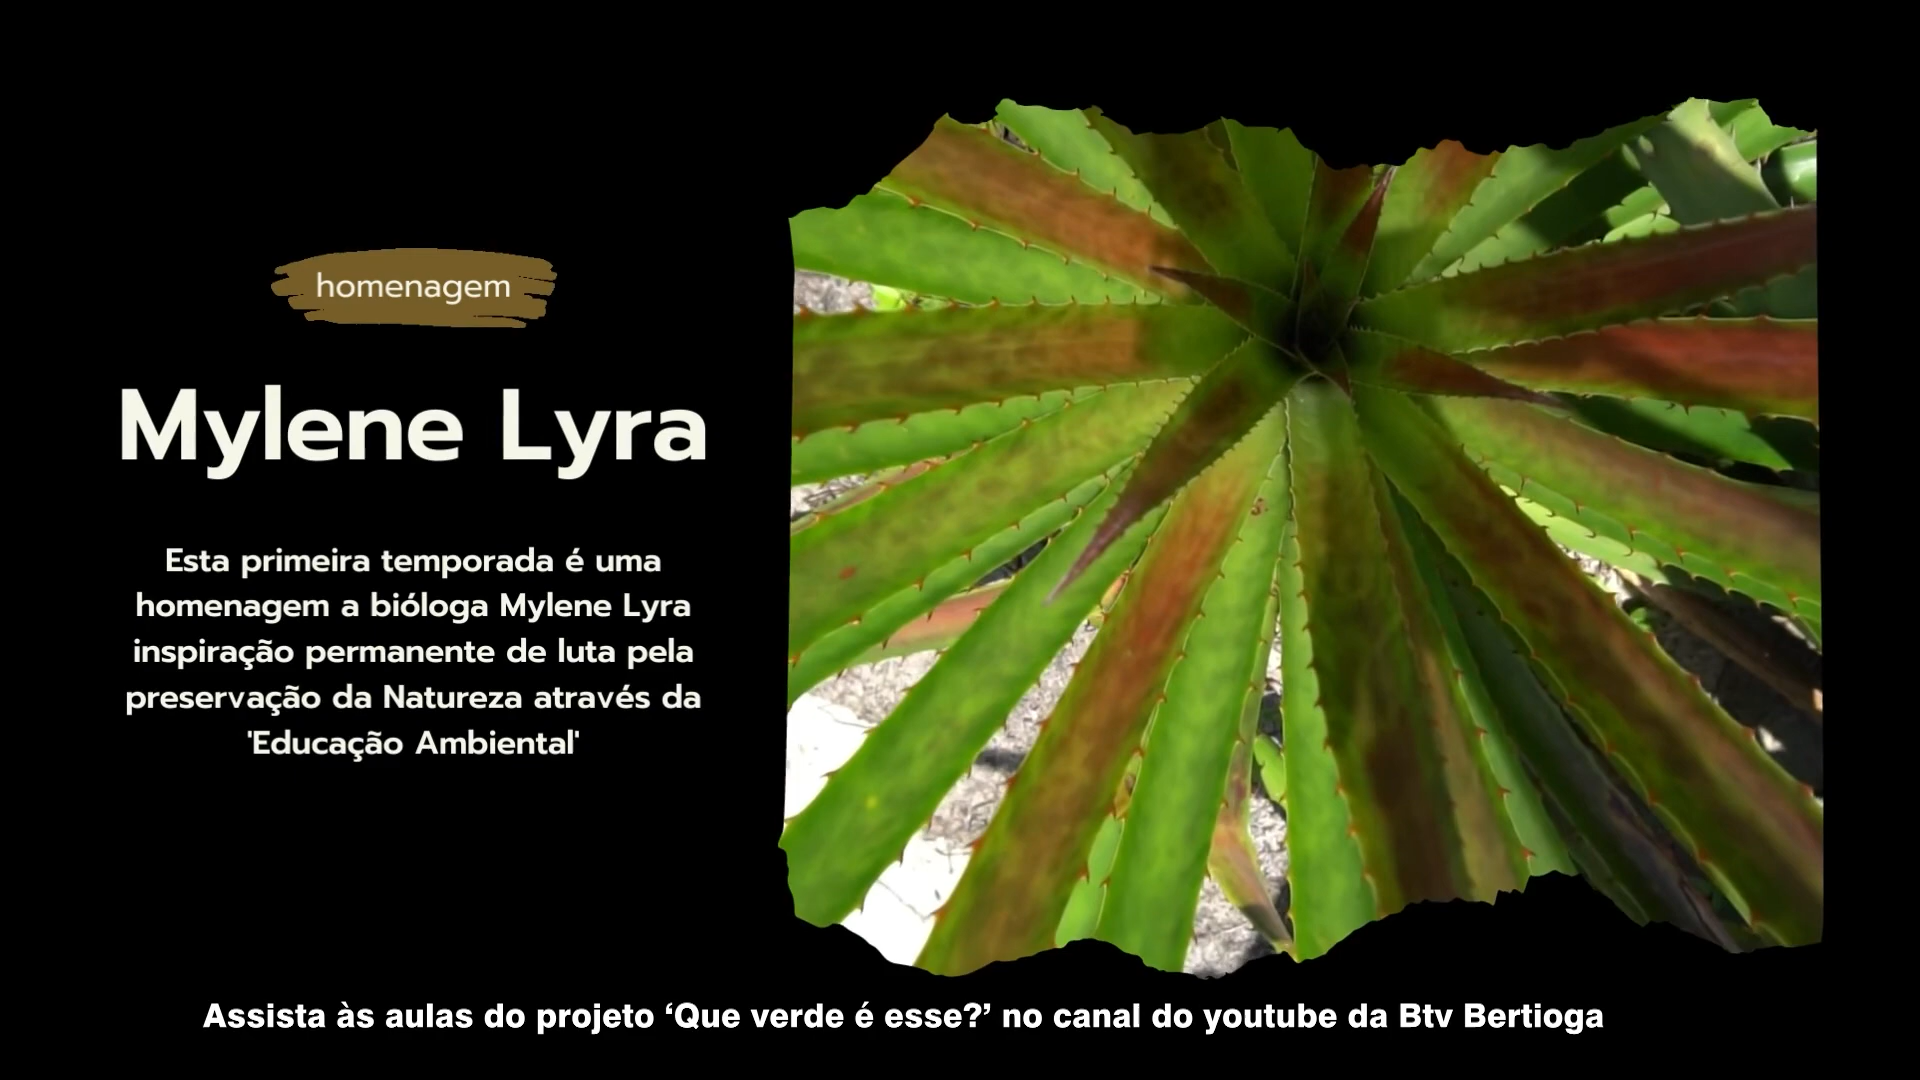 homenagem
Mylene Lyra
Esta primeira temporada é uma
homenagem a bióloga Mylene Lyra
inspiração permanente de luta pela
preservação da Natureza através da
'Educação Ambiental'
Assista às aulas do projeto ‘Que verde é esse?’ no canal do youtube da Btv Bertioga